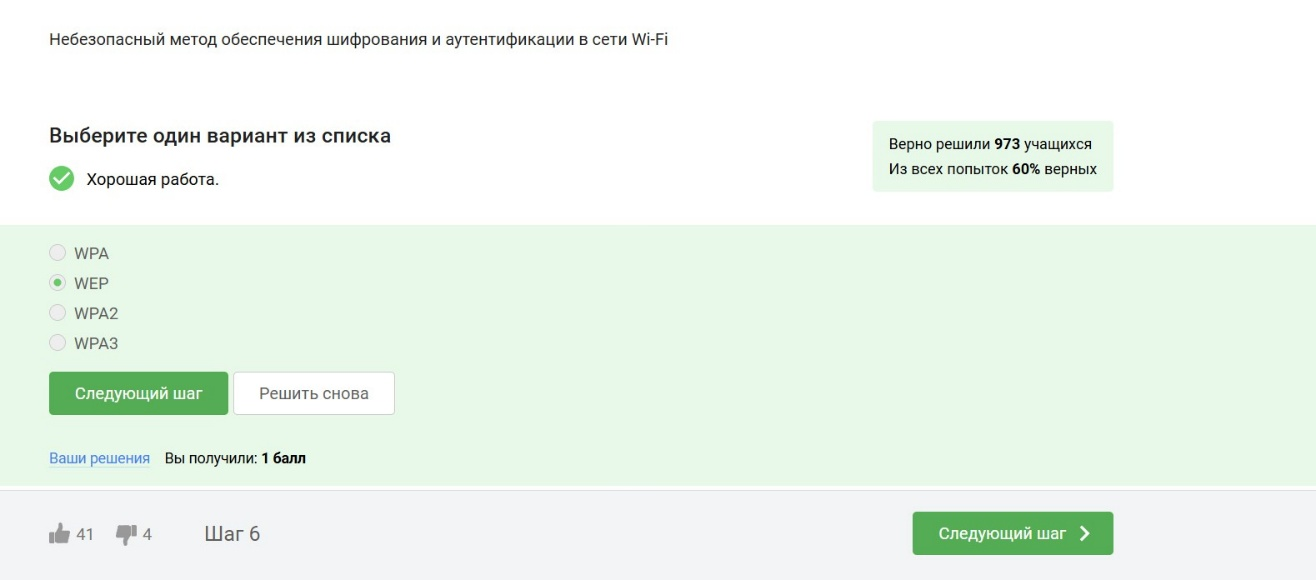 Небезопасный метод обеспечения шифрования и аутентификации в сети Wi-Fi
Выберите один вариант из списка
Хорошая работа.
Верно решили 973 учащихся
Из всех попыток 60% верных
WPA
WEP
WPA2
WPA3
Следующий шаг
Решить снова
Ваши решения Вы получили: 1 балл
41 4 Шаг 6
Следующий шаг